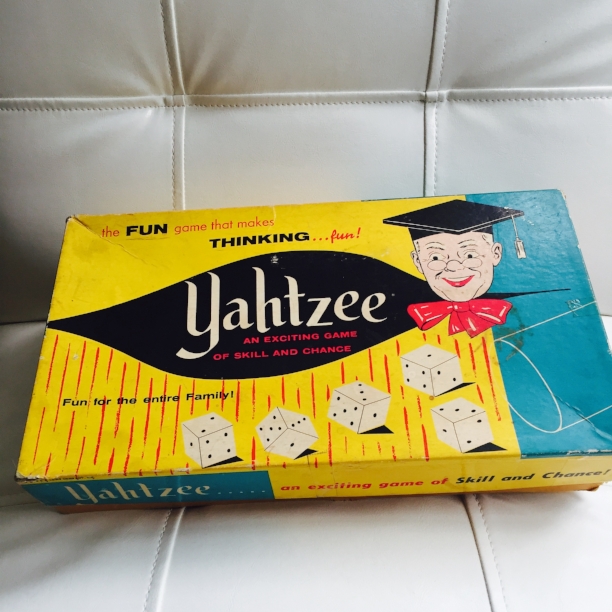 the FUN game that makes
THINKING...fun!
Yahtzee
AN EXCITING GAME
OF SKILL AND CHANCE
Fun for the entire Family!
Yahtzee..... an exciting game of Skill and Chance!